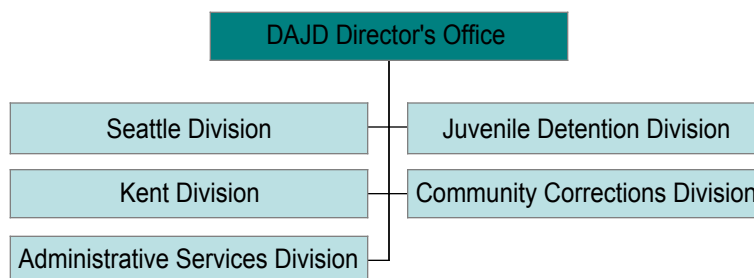 DAJD Director's Office
Seattle Division
Juvenile Detention Division
Kent Division
Community Corrections Division
Administrative Services Division